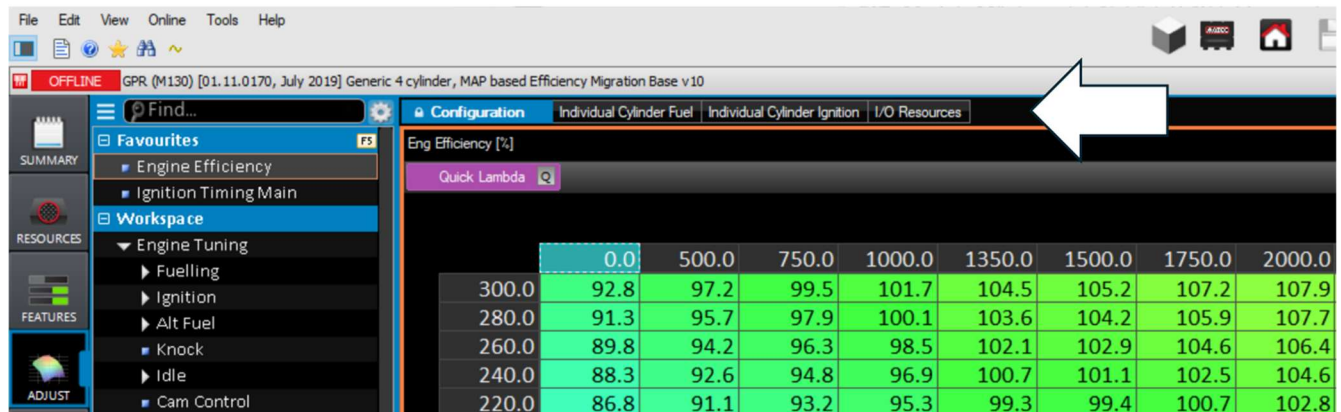 File Edit View Online Tools Help
MOTEC
OFFLINE GPR (M130) [01.11.0170, July 2019] Generic 4 cylinder, MAP based Efficiency Migration Base v10
Find...
Configuration Individual Cylinder Fuel Individual Cylinder Ignition I/O Resources
SUMMARY
RESOURCES
FEATURES
ADJUST
Favourites F5
Engine Efficiency
Ignition Timing Main
Workspace
Engine Tuning
Fuelling
Ignition
Alt Fuel
Knock
Idle
Cam Control
Eng Efficiency [%]
Quick Lambda Q
0.0 500.0 750.0 1000.0 1350.0 1500.0 1750.0 2000.0
300.0 92.8 97.2 99.5 101.7 104.5 105.2 107.2 107.9
280.0 91.3 95.7 97.9 100.1 103.6 104.2 105.9 107.7
260.0 89.8 94.2 96.3 98.5 102.1 102.9 104.6 106.4
240.0 88.3 92.6 94.8 96.9 100.7 101.1 102.5 104.6
220.0 86.8 91.1 93.2 95.3 99.3 99.4 100.7 102.8